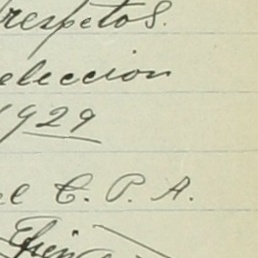 respetos.
elección
1929
el C. P. A.